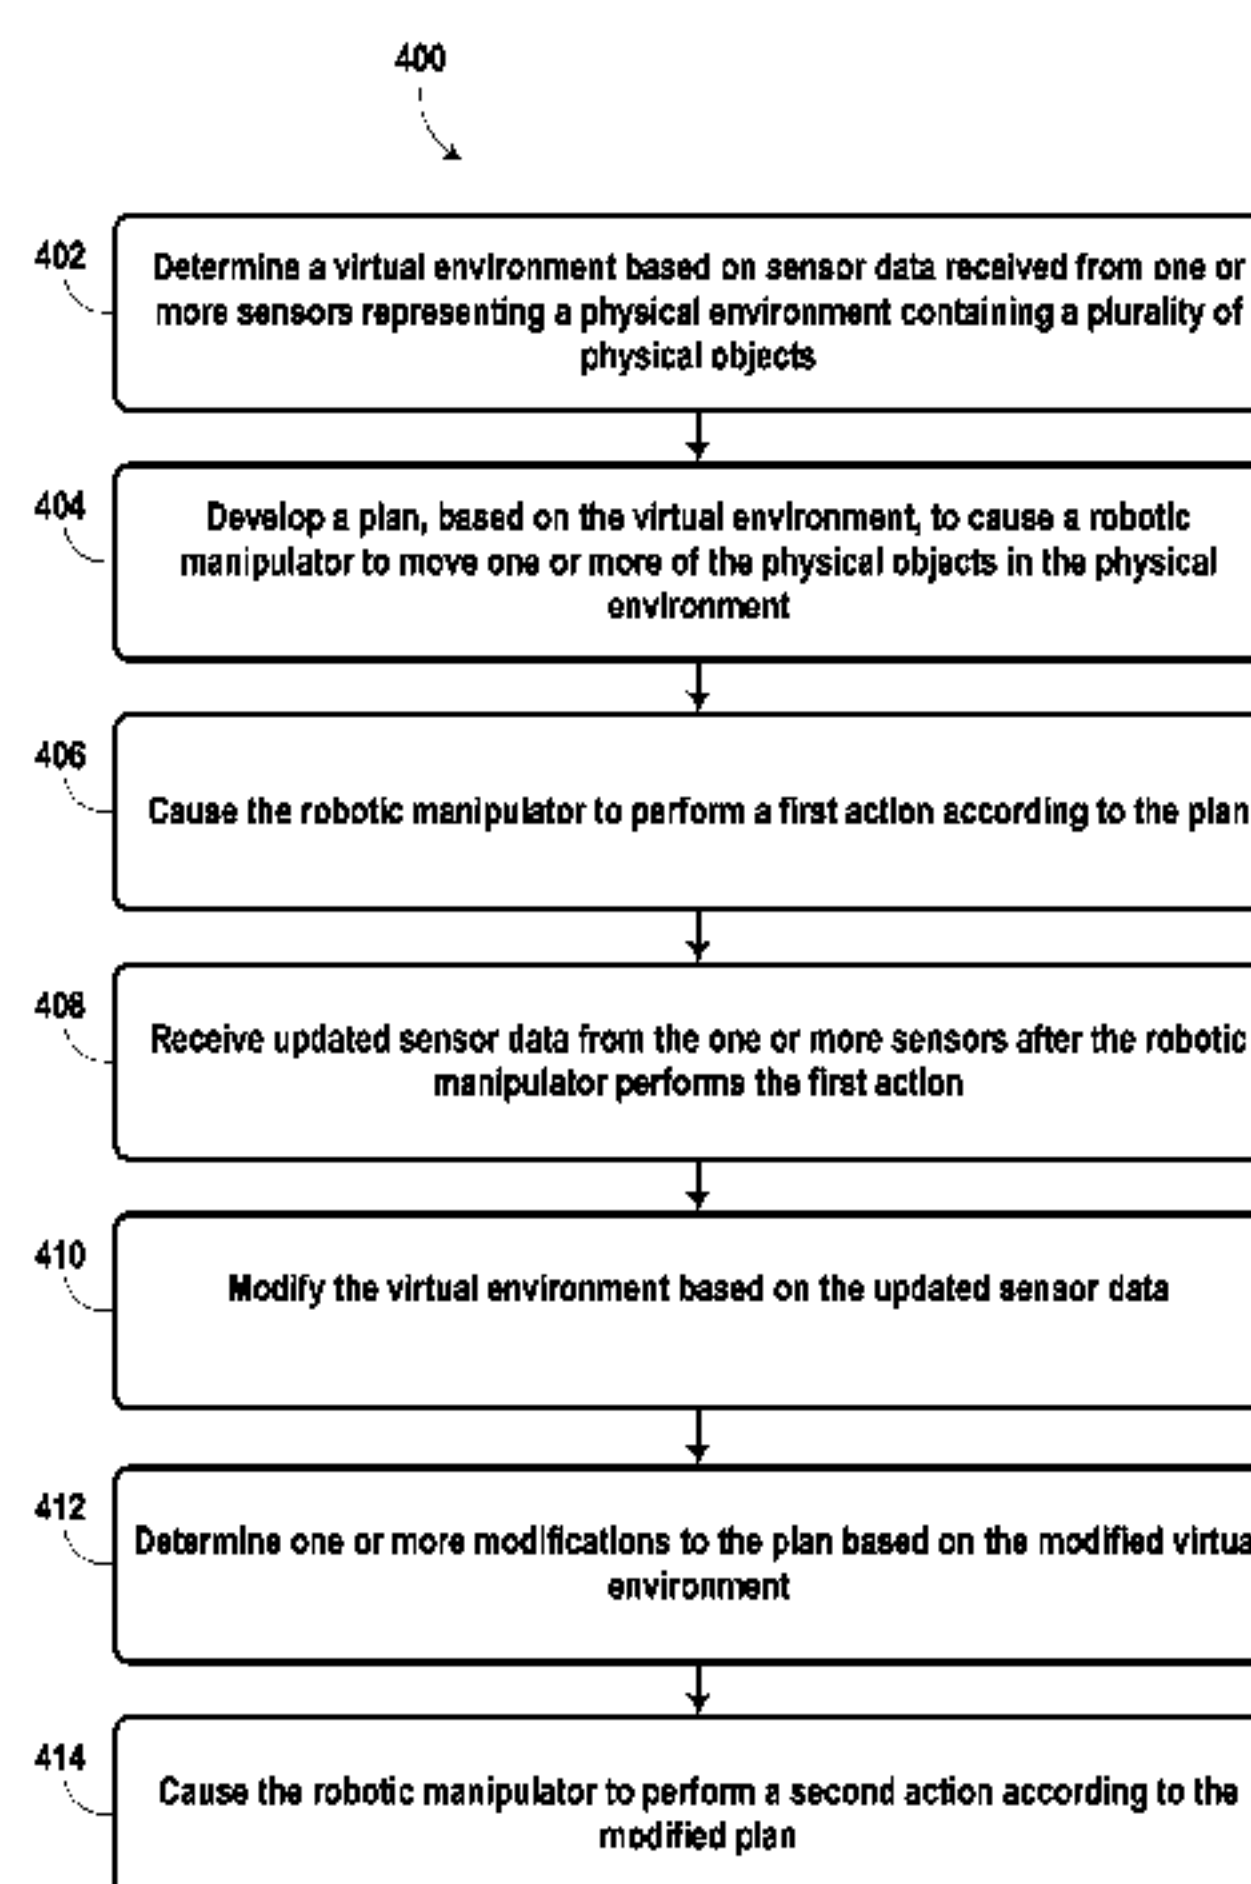 400
402
Determine a virtual environment based on sensor data received from one or
more sensors representing a physical environment containing a plurality of
physical objects
404
Develop a plan, based on the virtual environment, to cause a robotic
manipulator to move one or more of the physical objects in the physical
environment
406
Cause the robotic manipulator to perform a first action according to the plan
408
Receive updated sensor data from the one or more sensors after the robotic
manipulator performs the first action
410
Modify the virtual environment based on the updated sensor data
412
Determine one or more modifications to the plan based on the modified virtua
environment
414
Cause the robotic manipulator to perform a second action according to the
modified plan